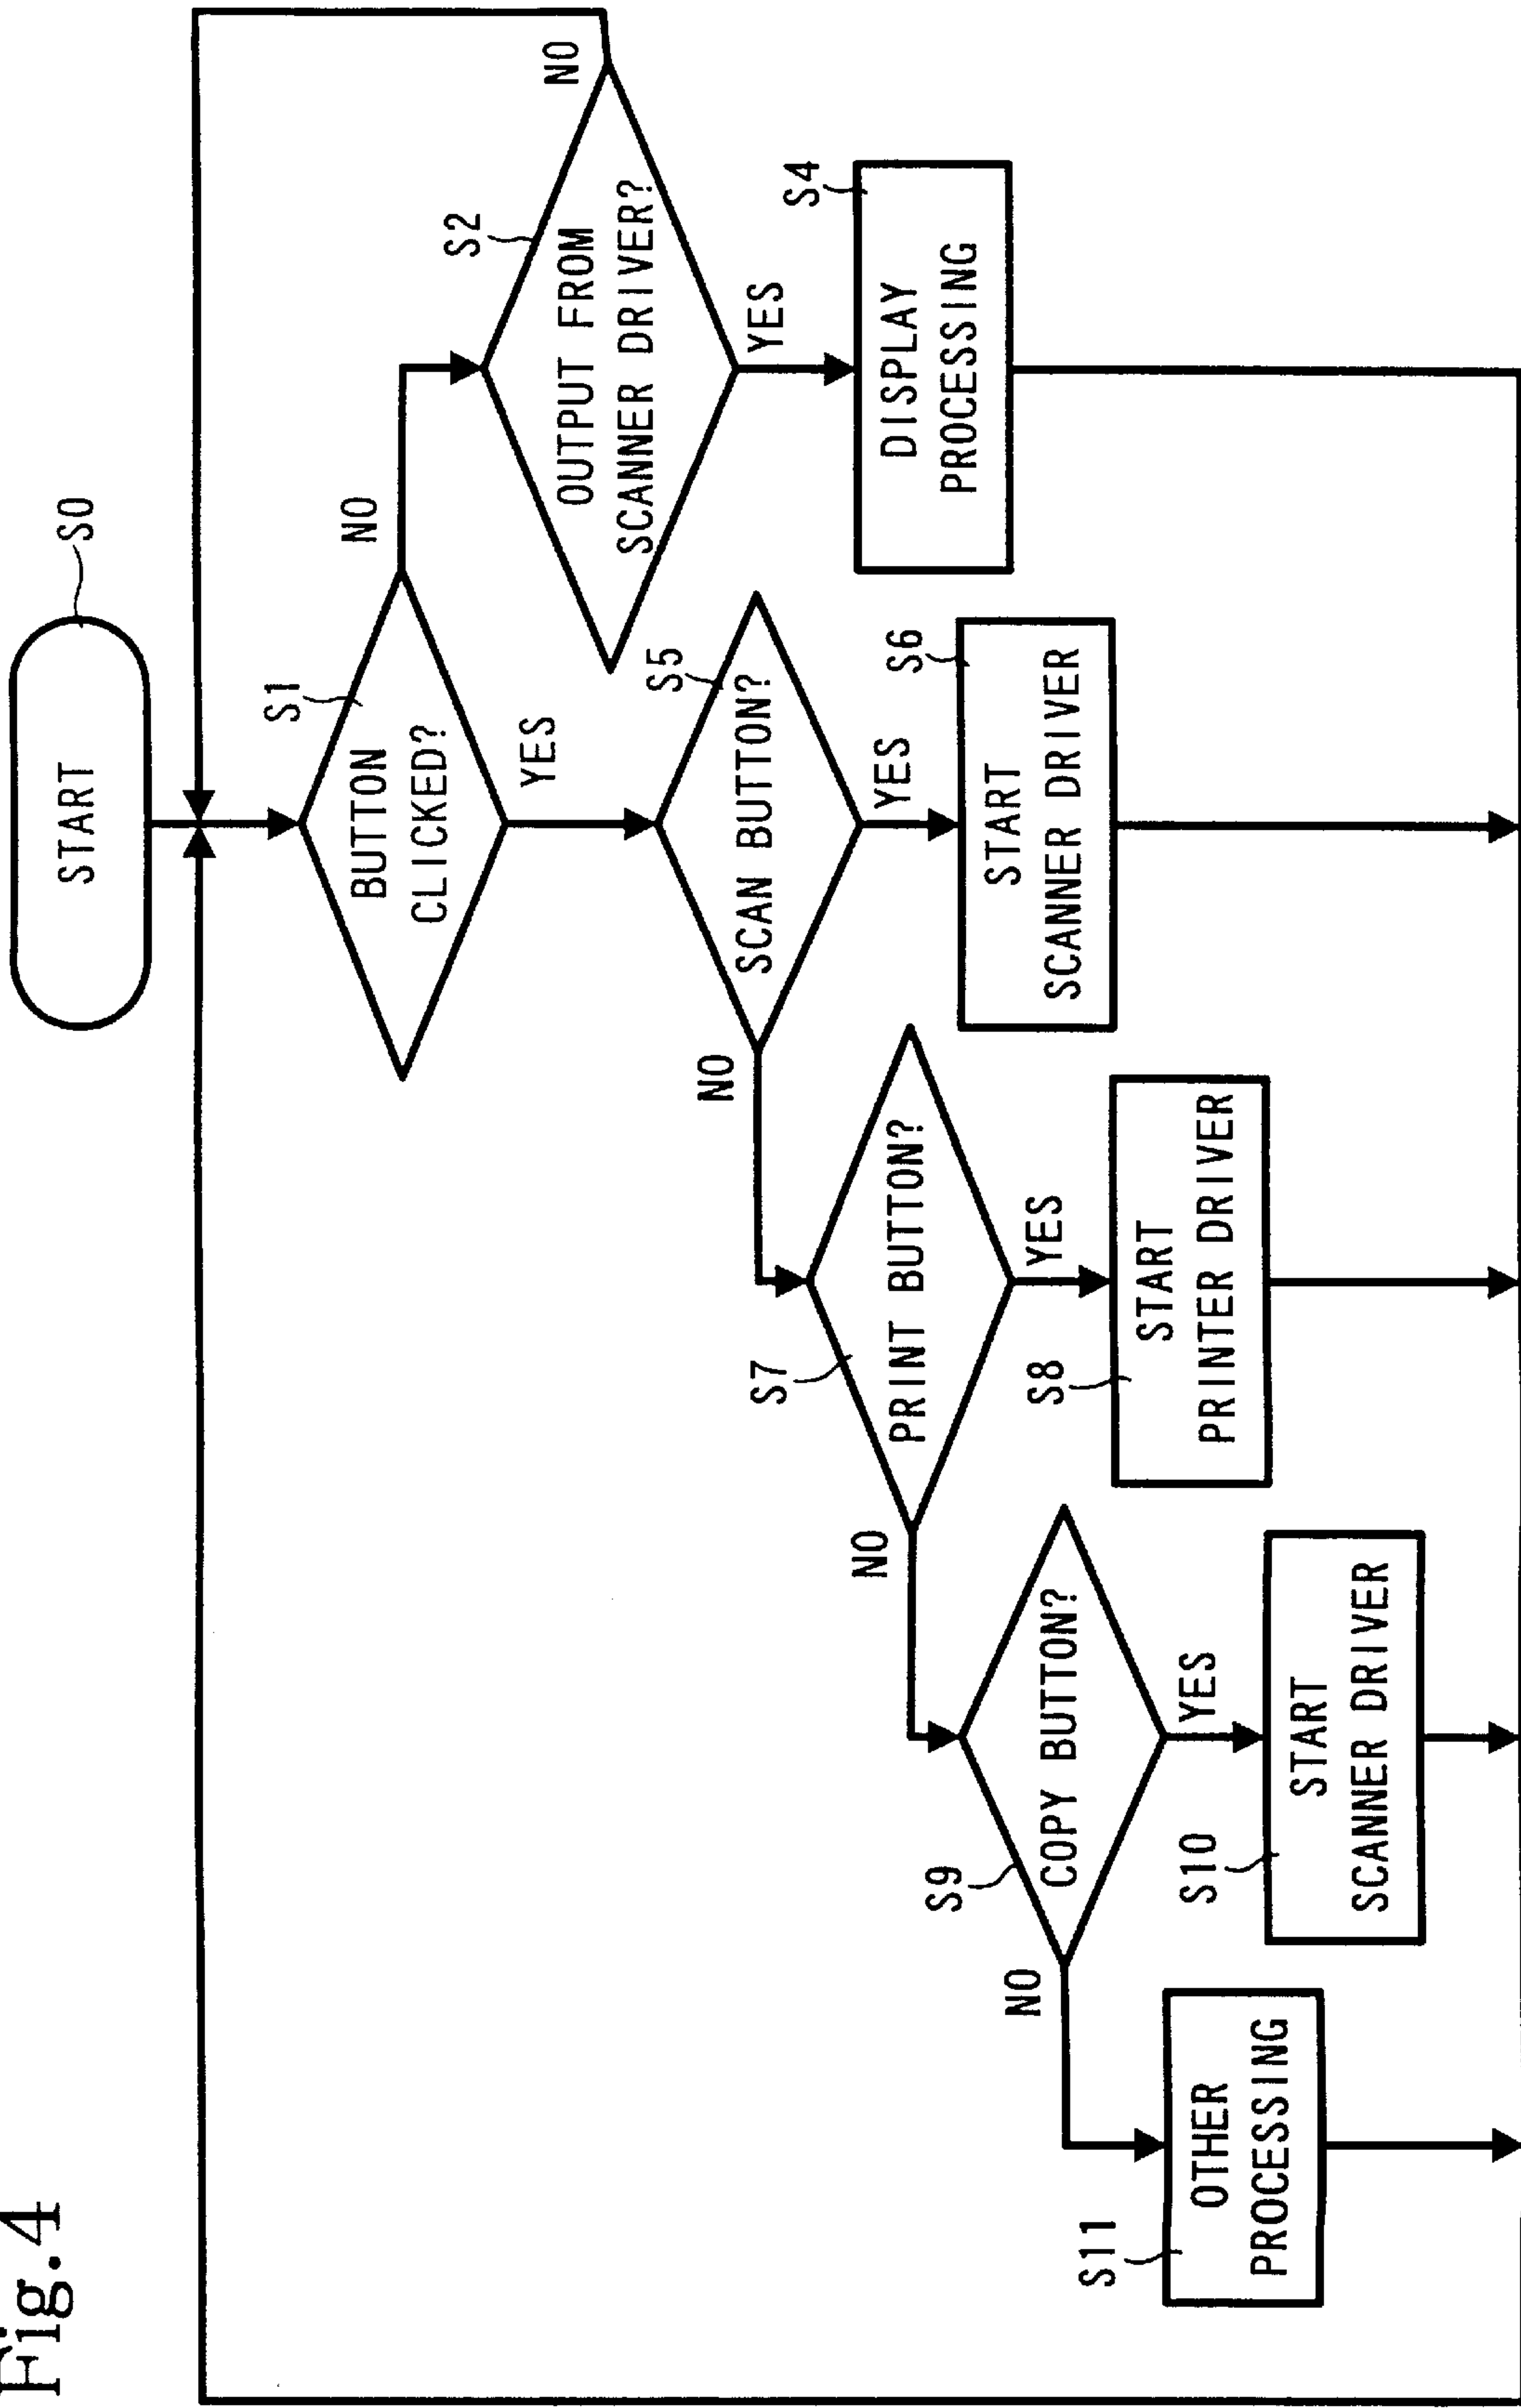 Fig.4
START
S0
S1
BUTTON
CLICKED?
NO
YES
S2
OUTPUT FROM
SCANNER DRIVER?
NO
YES
S4
DISPLAY
PROCESSING
S5
SCAN BUTTON?
NO
YES
S6
START
SCANNER DRIVER
S7
PRINT BUTTON?
NO
YES
S8
START
PRINTER DRIVER
S9
COPY BUTTON?
NO
YES
S10
START
SCANNER DRIVER
S11
OTHER
PROCESSING